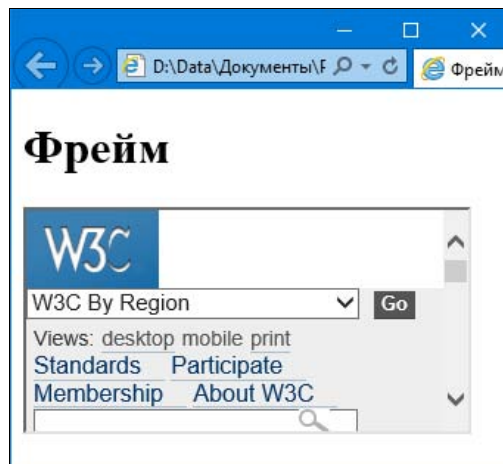 D:\Data\Документы\F
Фрейм
Фрейм
W3C
W3C By Region
Go
Views: desktop mobile print
Standards Participate
Membership About W3C